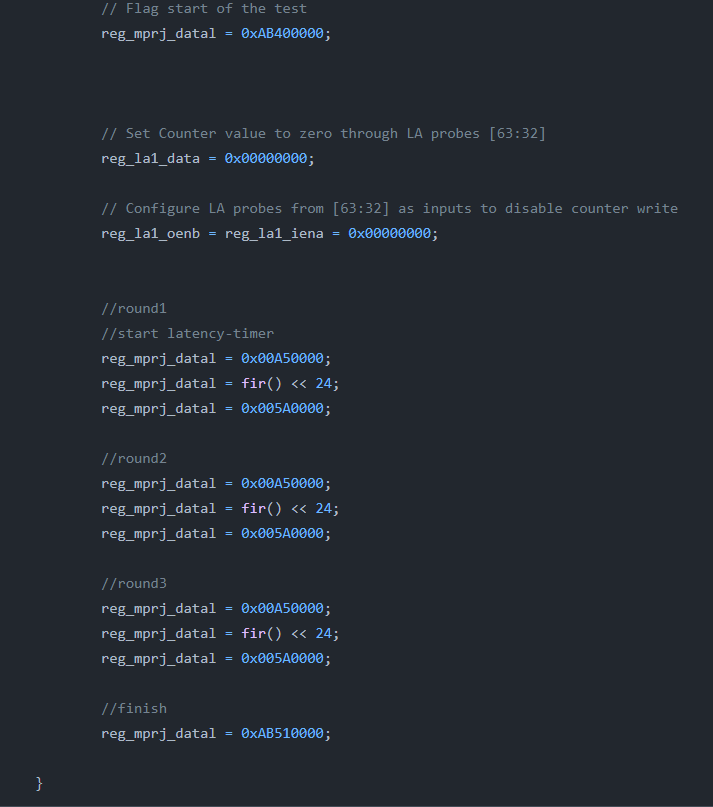 // Flag start of the test
reg_mprj_datal = 0xAB400000;
// Set Counter value to zero through LA probes [63:32]
reg_la1_data = 0x00000000;
// Configure LA probes from [63:32] as inputs to disable counter write
reg_la1_oenb = reg_la1_iena = 0x00000000;
//round1
//start latency-timer
reg_mprj_datal = 0x00A50000;
reg_mprj_datal = fir() << 24;
reg_mprj_datal = 0x005A0000;
//round2
reg_mprj_datal = 0x00A50000;
reg_mprj_datal = fir() << 24;
reg_mprj_datal = 0x005A0000;
//round3
reg_mprj_datal = 0x00A50000;
reg_mprj_datal = fir() << 24;
reg_mprj_datal = 0x005A0000;
//finish
reg_mprj_datal = 0xAB510000;
}